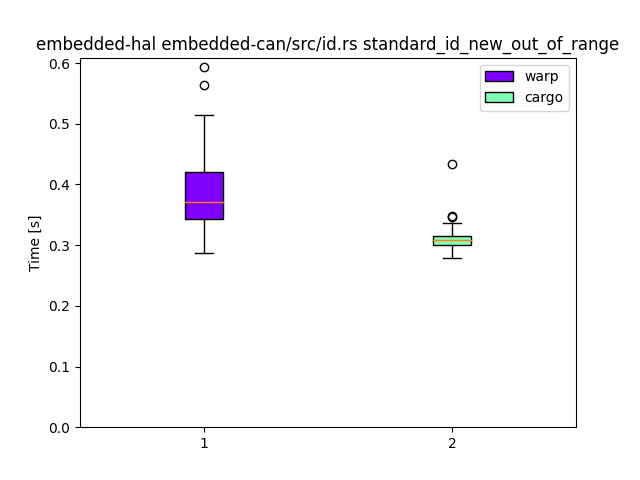 embedded-hal embedded-can/src/id.rs standard_id_new_out_of_range
warp
cargo
Time [s]
0.6
0.5
0.4
0.3
0.2
0.1
0.0
1
2